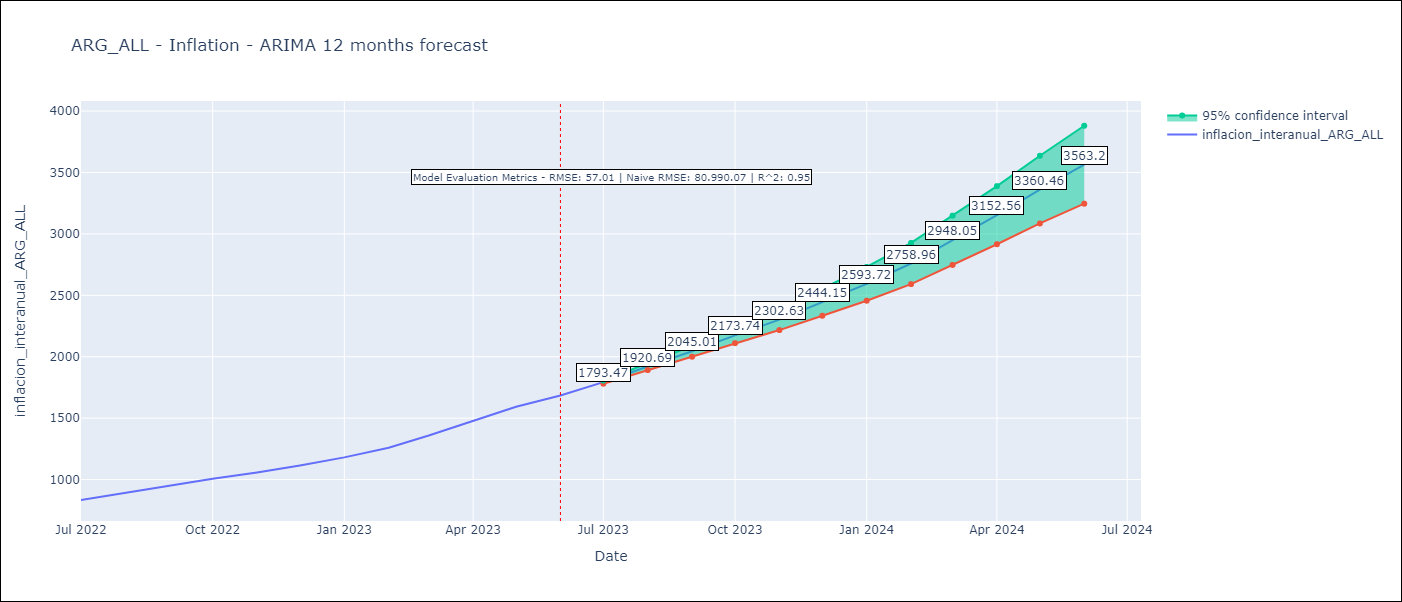 ARG_ALL - Inflation - ARIMA 12 months forecast
4000
3500
3000
2500
2000
1500
1000
inflacion_interanual_ARG_ALL
Model Evaluation Metrics - RMSE: 57.01 | Naive RMSE: 80.990.07 | R^2: 0.95
1793.47
1920.69
2045.01
2173.74
2302.63
2444.15
2593.72
2758.96
2948.05
3152.56
3360.46
3563.2
Jul 2022
Oct 2022
Jan 2023
Apr 2023
Jul 2023
Oct 2023
Jan 2024
Apr 2024
Jul 2024
Date
95% confidence interval
inflacion_interanual_ARG_ALL